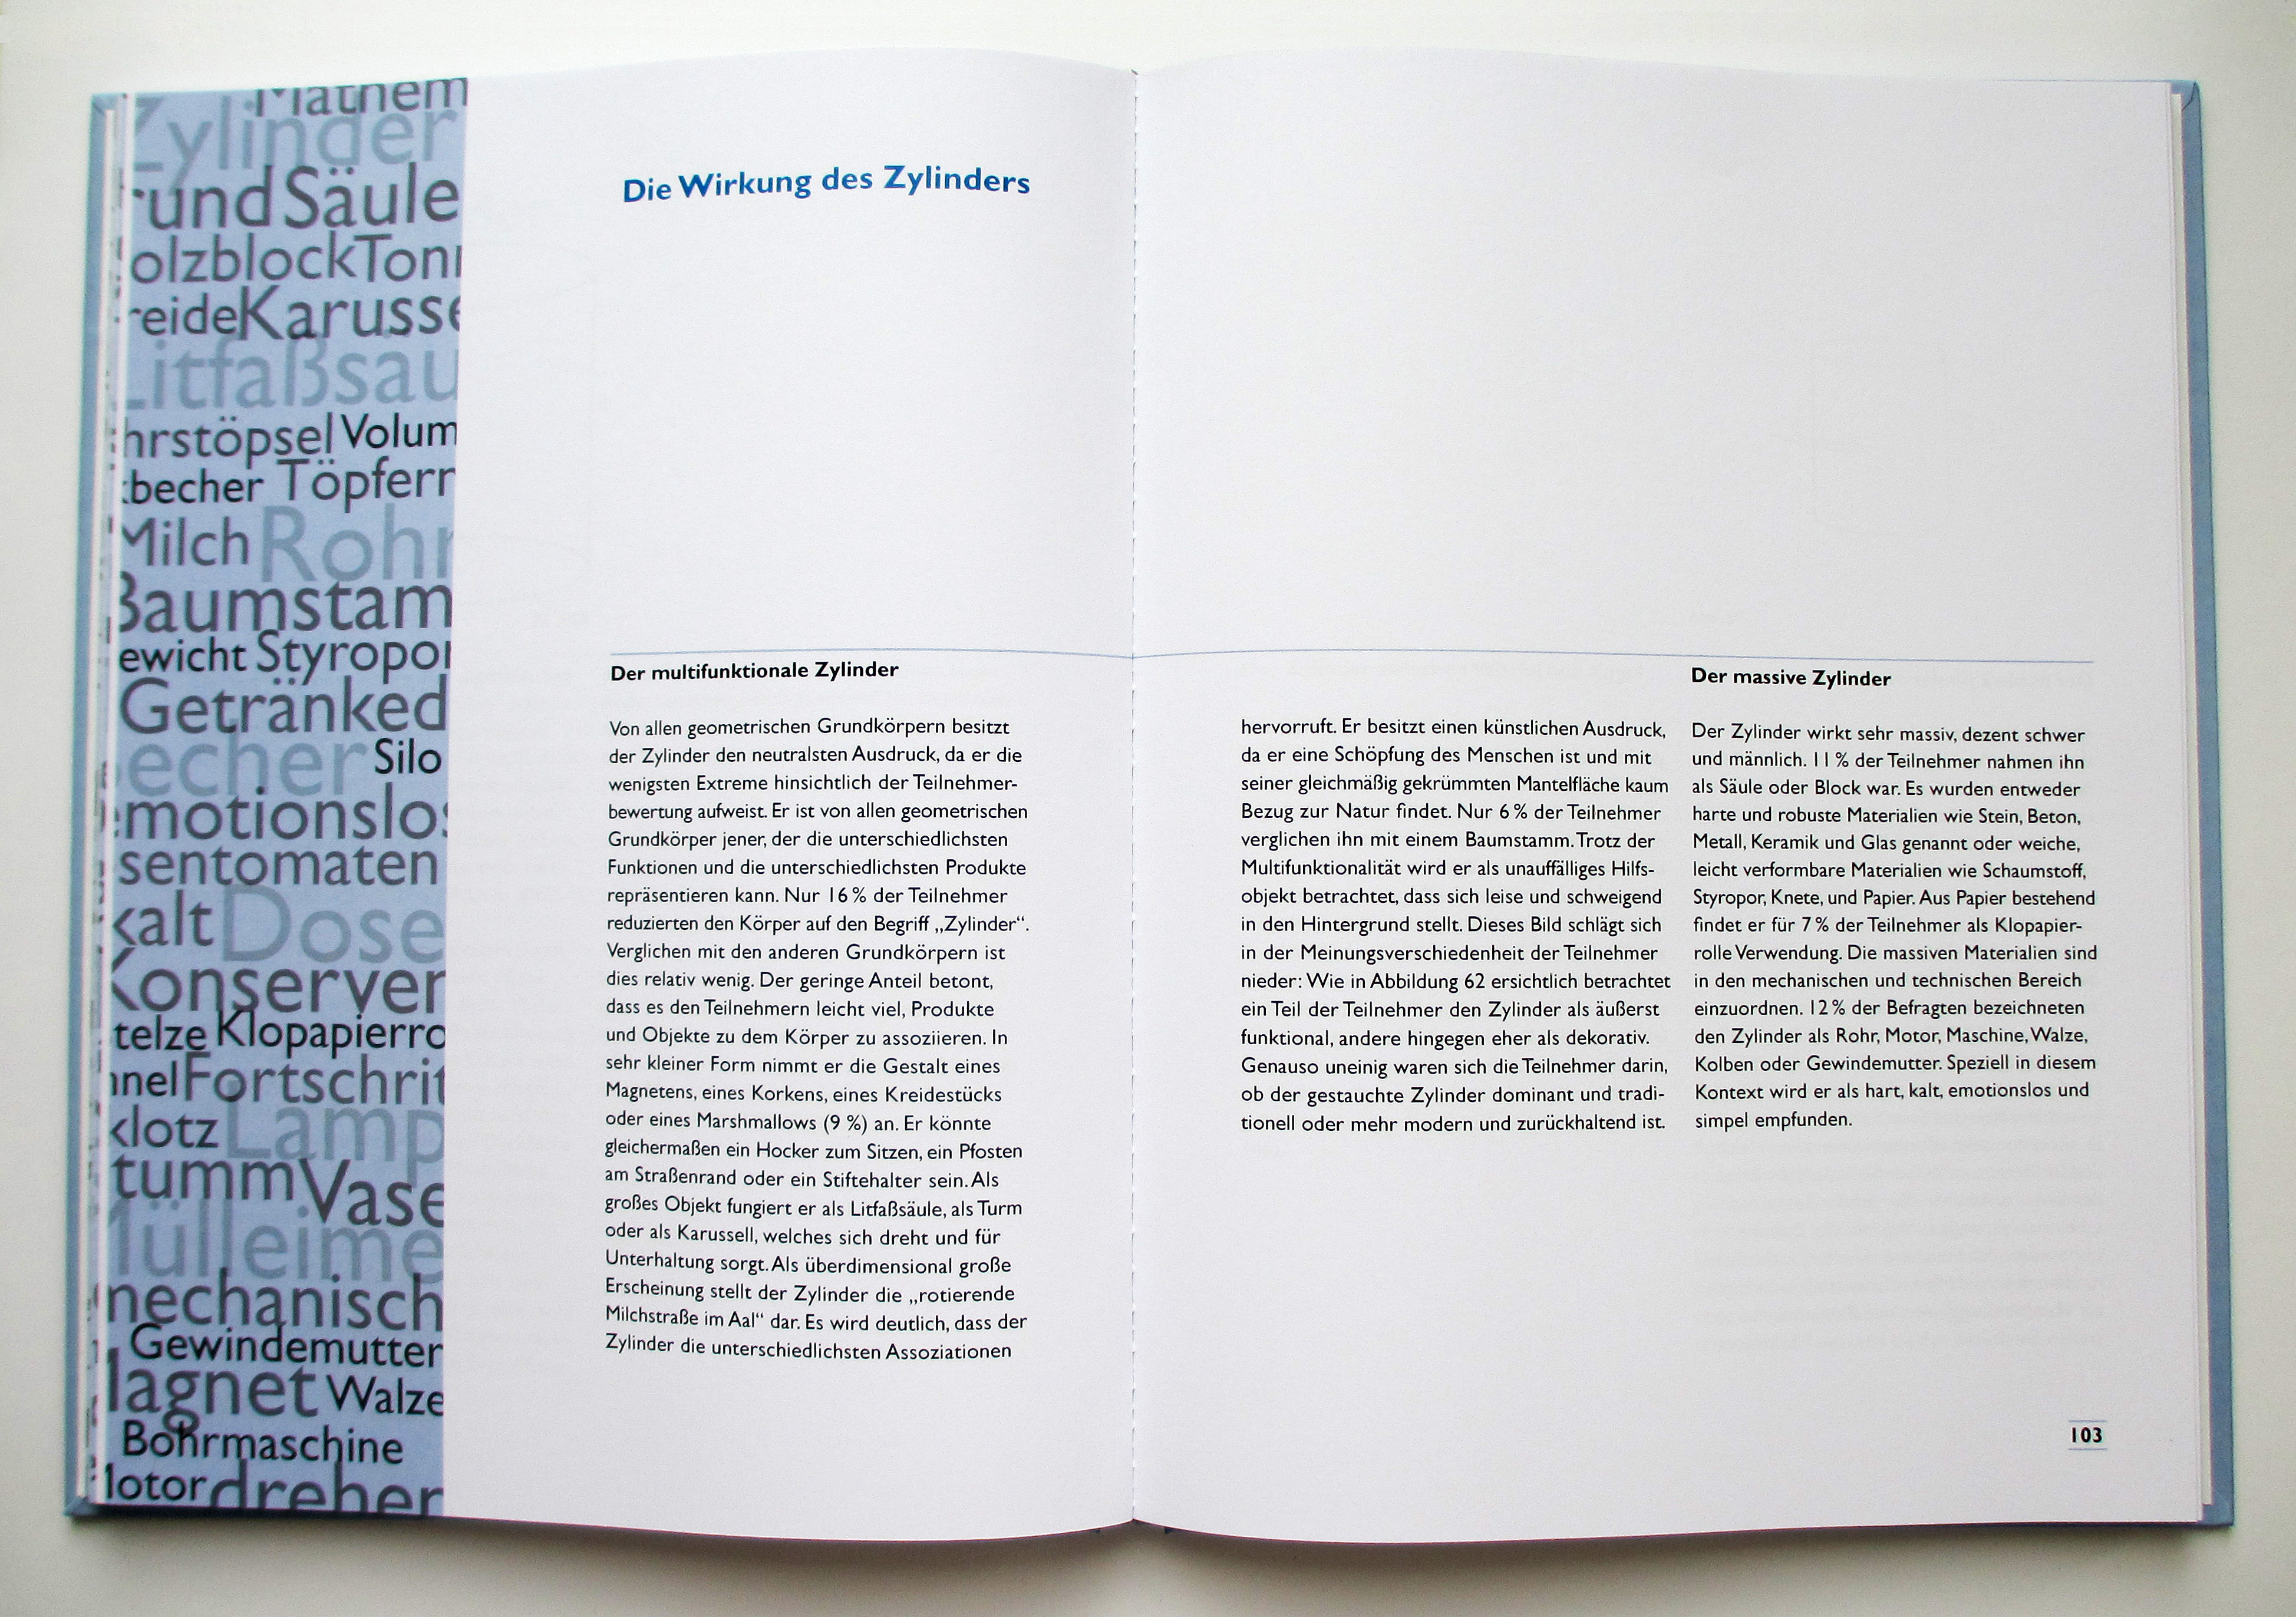 Mathem
Zylinder
rund Säule
olzblock Tonn
reide Karusse
Litfaßsäu
hrstöpsel Volum
kbecher Töpfern
Milch Rohr
Baumstam
ewicht Styropor
Getränked
echer Silo
emotionslos
sentomaten
kalt Dose
Konserven
telze Klopapierro
nnel Fortschrit
klotz Lamp
tumm Vase
Mülleime
mechanisch
Gewindemutter
Magnet Walze
Bohrmaschine
Motor drehen
Die Wirkung des Zylinders
Der multifunktionale Zylinder
Von allen geometrischen Grundkörpern besitzt
der Zylinder den neutralsten Ausdruck, da er die
wenigsten Extreme hinsichtlich der Teilnehmer-
bewertung aufweist. Er ist von allen geometrischen
Grundkörper jener, der die unterschiedlichsten
Funktionen und die unterschiedlichsten Produkte
repräsentieren kann. Nur 16 % der Teilnehmer
reduzierten den Körper auf den Begriff „Zylinder“.
Verglichen mit den anderen Grundkörpern ist
dies relativ wenig. Der geringe Anteil betont,
dass es den Teilnehmern leicht viel, Produkte
und Objekte zu dem Körper zu assoziieren. In
sehr kleiner Form nimmt er die Gestalt eines
Magnetens, eines Korkens, eines Kreidestücks
oder eines Marshmallows (9 %) an. Er könnte
gleichermaßen ein Hocker zum Sitzen, ein Pfosten
am Straßenrand oder ein Stiftehalter sein. Als
großes Objekt fungiert er als Litfaßsäule, als Turm
oder als Karussell, welches sich dreht und für
Unterhaltung sorgt. Als überdimensional große
Erscheinung stellt der Zylinder die „rotierende
Milchstraße im Aal“ dar. Es wird deutlich, dass der
Zylinder die unterschiedlichsten Assoziationen
hervorruft. Er besitzt einen künstlichen Ausdruck,
da er eine Schöpfung des Menschen ist und mit
seiner gleichmäßig gekrümmten Mantelfläche kaum
Bezug zur Natur findet. Nur 6 % der Teilnehmer
verglichen ihn mit einem Baumstamm. Trotz der
Multifunktionalität wird er als unauffälliges Hilfs-
objekt betrachtet, dass sich leise und schweigend
in den Hintergrund stellt. Dieses Bild schlägt sich
in der Meinungsverschiedenheit der Teilnehmer
nieder: Wie in Abbildung 62 ersichtlich betrachtet
ein Teil der Teilnehmer den Zylinder als äußerst
funktional, andere hingegen eher als dekorativ.
Genauso uneinig waren sich die Teilnehmer darin,
ob der gestauchte Zylinder dominant und tradi-
tionell oder mehr modern und zurückhaltend ist.
Der massive Zylinder
Der Zylinder wirkt sehr massiv, dezent schwer
und männlich. 11 % der Teilnehmer nahmen ihn
als Säule oder Block war. Es wurden entweder
harte und robuste Materialien wie Stein, Beton,
Metall, Keramik und Glas genannt oder weiche,
leicht verformbare Materialien wie Schaumstoff,
Styropor, Knete, und Papier. Aus Papier bestehend
findet er für 7 % der Teilnehmer als Klopapier-
rolle Verwendung. Die massiven Materialien sind
in den mechanischen und technischen Bereich
einzuordnen. 12 % der Befragten bezeichneten
den Zylinder als Rohr, Motor, Maschine, Walze,
Kolben oder Gewindemutter. Speziell in diesem
Kontext wird er als hart, kalt, emotionslos und
simpel empfunden.
103